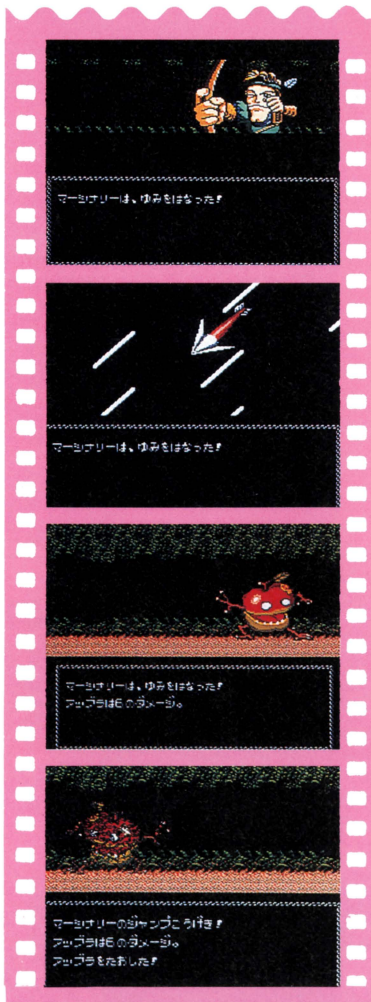 マーシナリーは、ゆみをはなった！
マーシナリーは、ゆみをはなった！
マーシナリーは、ゆみをはなった！
アップラは6のダメージ。
マーシナリーのジャンプこうげき！
アップラは6のダメージ。
アップラをたおした！